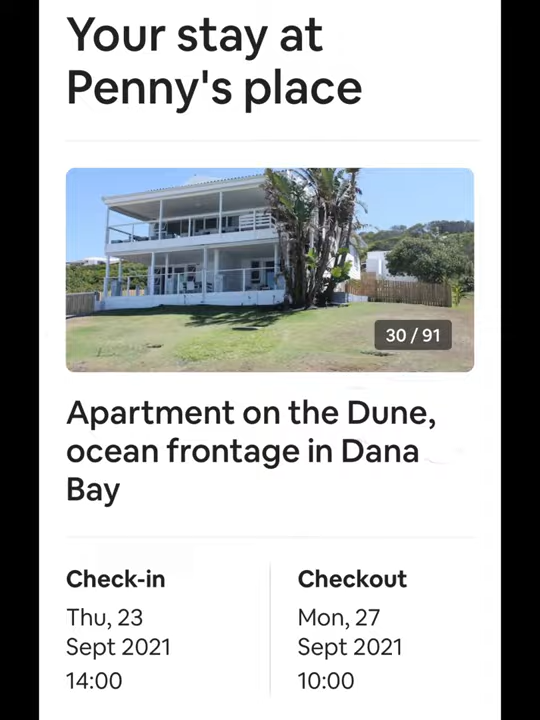 Your stay at
Penny's place
30 / 91
Apartment on the Dune,
ocean frontage in Dana
Bay
Check-in
Thu, 23
Sept 2021
14:00
Checkout
Mon, 27
Sept 2021
10:00